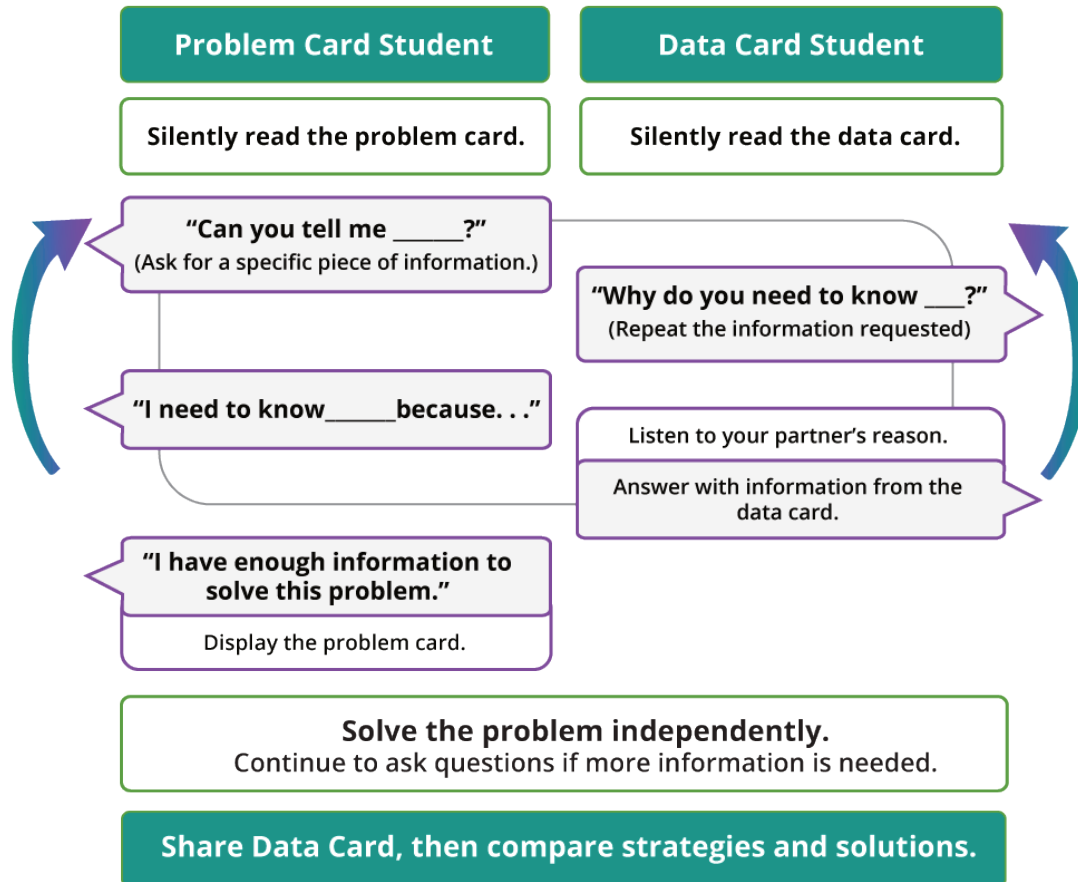 Problem Card Student
Data Card Student
Silently read the problem card.
Silently read the data card.
“Can you tell me ______?”
(Ask for a specific piece of information.)
“Why do you need to know ___?”
(Repeat the information requested)
“I need to know______because. . .”
Listen to your partner’s reason.
Answer with information from the
data card.
“I have enough information to
solve this problem.”
Display the problem card.
Solve the problem independently.
Continue to ask questions if more information is needed.
Share Data Card, then compare strategies and solutions.